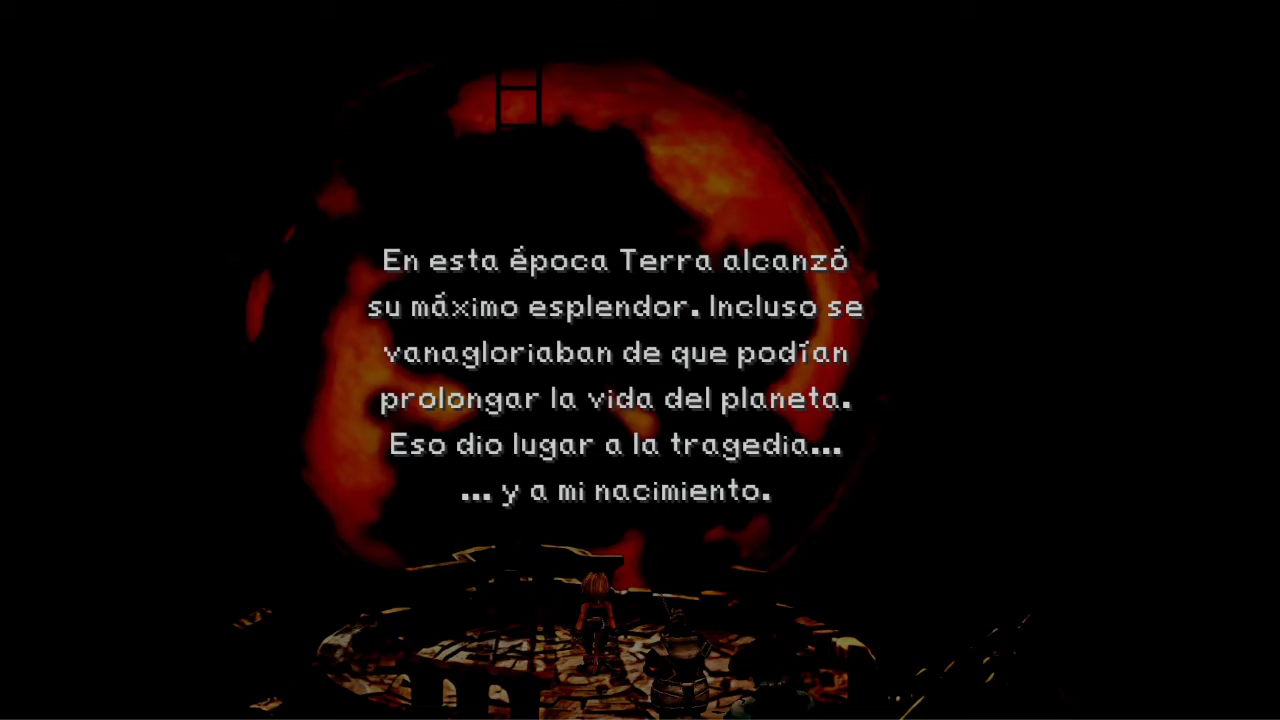 En esta época Terra alcanzó
su máximo esplendor. Incluso se
vanagloriaban de que podían
prolongar la vida del planeta.
Eso dio lugar a la tragedia...
... y a mi nacimiento.